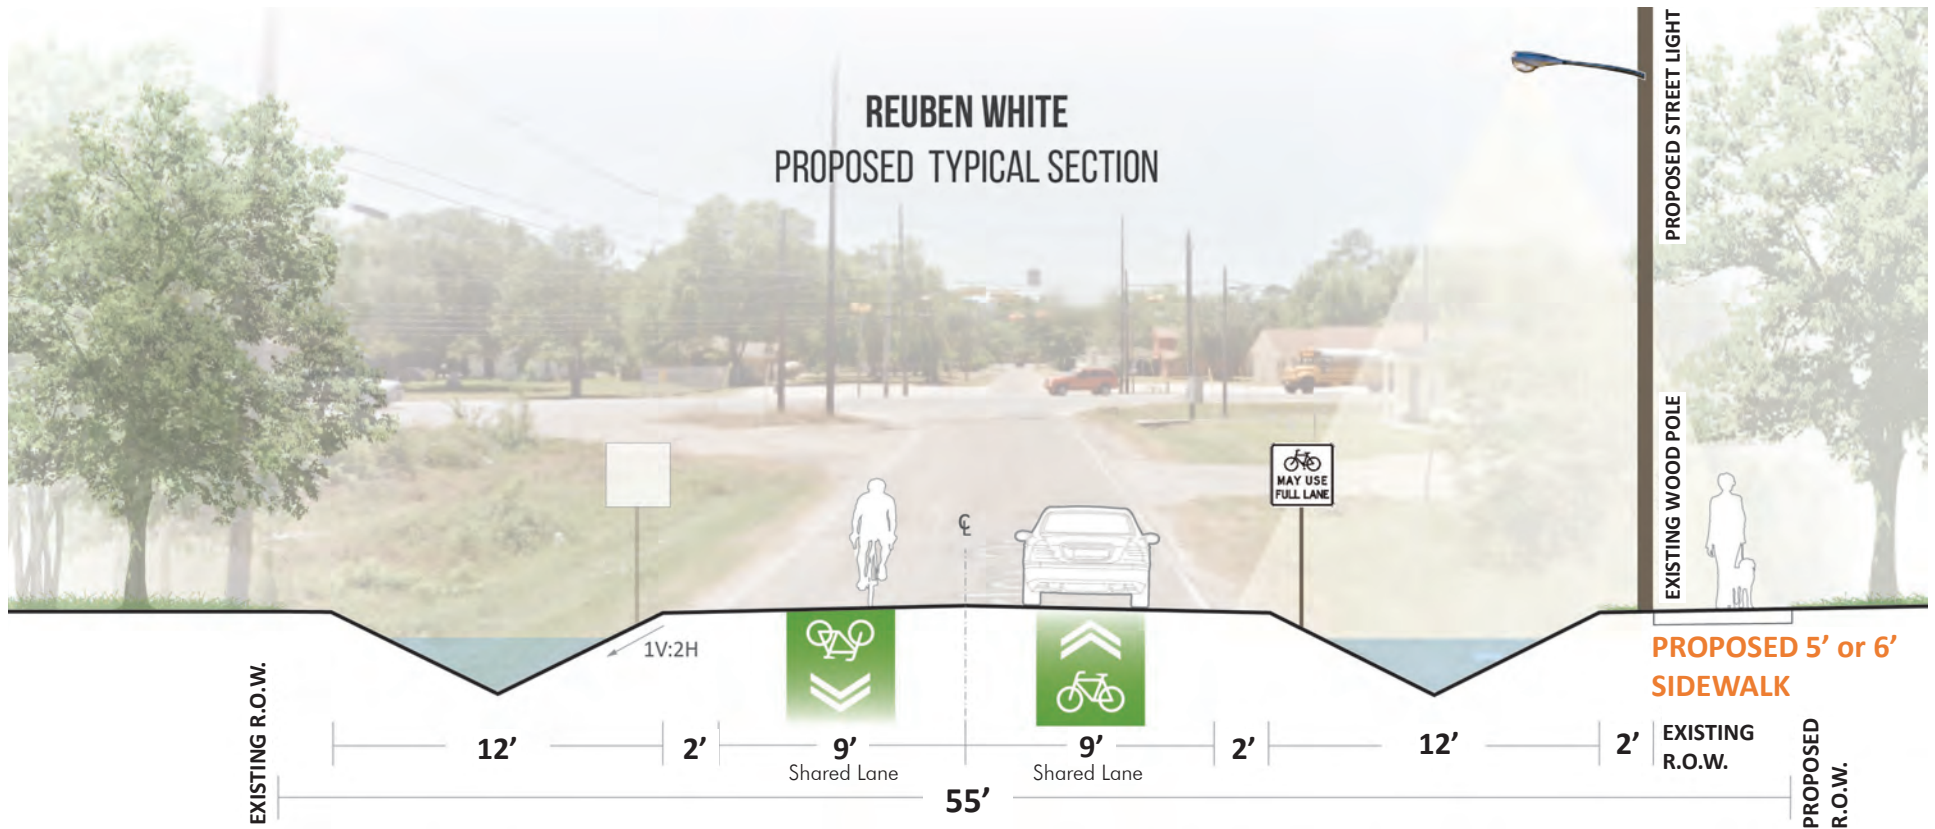 REUBEN WHITE
PROPOSED TYPICAL SECTION
PROPOSED STREET LIGHT
EXISTING WOOD POLE
MAY USE
FULL LANE
℄
1V:2H
PROPOSED 5’ or 6’
SIDEWALK
EXISTING R.O.W.
12’
2’
9’
Shared Lane
9’
Shared Lane
2’
12’
2’
EXISTING
R.O.W.
PROPOSED
R.O.W.
55’